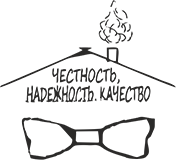 ЧЕСТНОСТЬ,
НАДЕЖНОСТЬ. КАЧЕСТВО